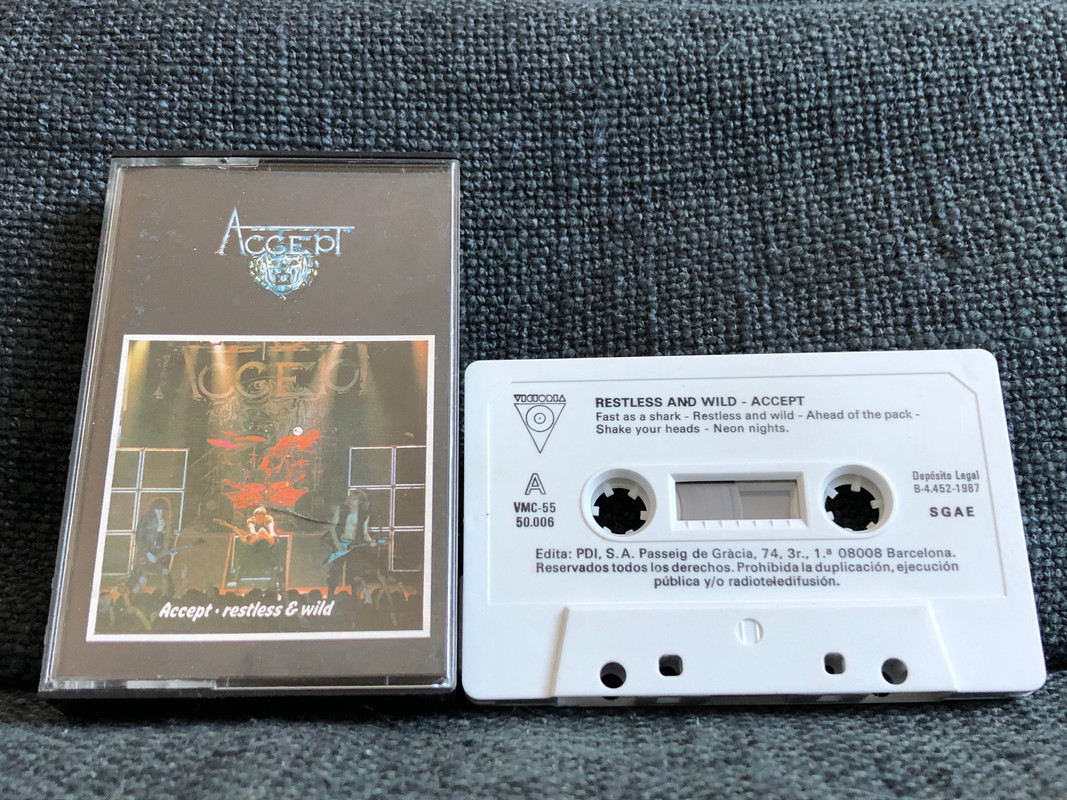 ACCEPT
ACCEPT
Accept • restless & wild
VICTORIA
RESTLESS AND WILD - ACCEPT
Fast as a shark - Restless and wild - Ahead of the pack -
Shake your heads - Neon nights.
A
VMC-55
50.006
Depósito Legal
B-4.452-1987
SGAE
Edita: PDI, S.A. Passeig de Gràcia, 74, 3r., 1.ª 08008 Barcelona.
Reservados todos los derechos. Prohibida la duplicación, ejecución
pública y/o radioteledifusión.